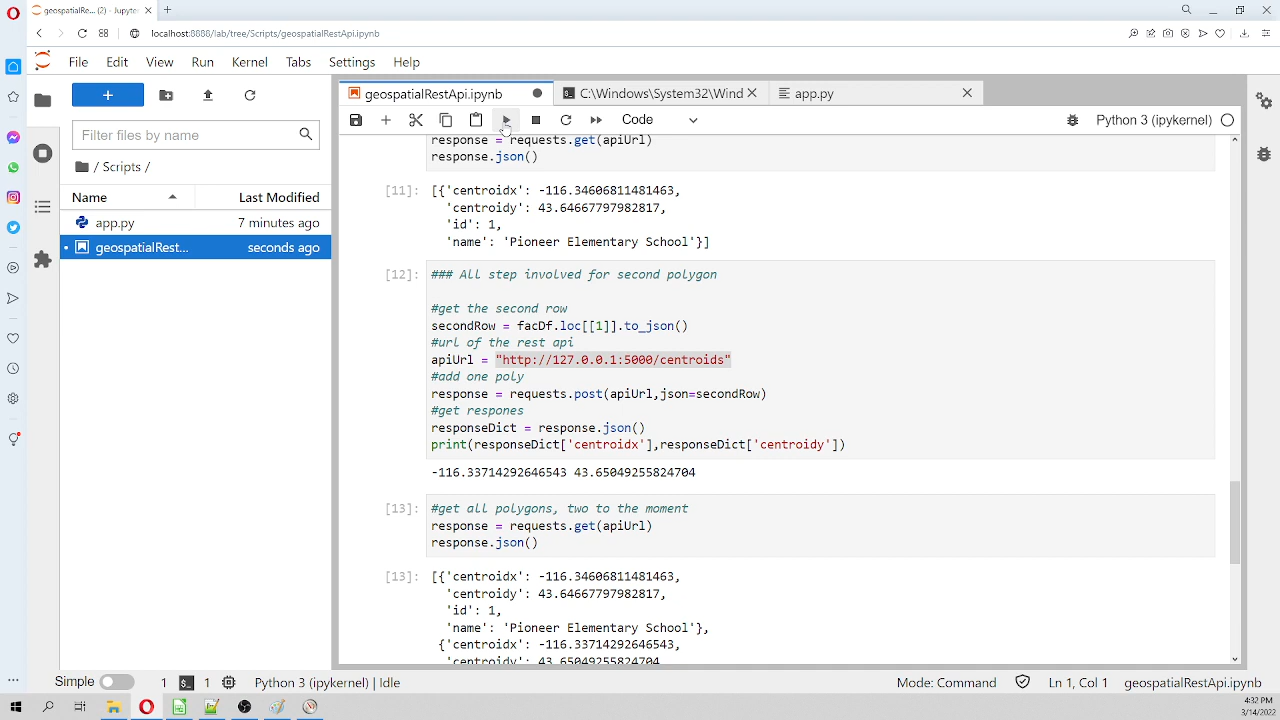 geospatialRe... (2) - Jupyter
localhost:8888/lab/tree/Scripts/geospatialRestApi.ipynb
File Edit View Run Kernel Tabs Settings Help
geospatialRestApi.ipynb
C:\Windows\System32\Wind
app.py
Filter files by name
Code
Python 3 (ipykernel)
/ Scripts /
Name Last Modified
app.py 7 minutes ago
geospatialRest... seconds ago
response = requests.get(apiUrl)
response.json()
[11]: [{'centroidx': -116.34606811481463,
'centroidy': 43.64667797982817,
'id': 1,
'name': 'Pioneer Elementary School'}]
[12]: ### All step involved for second polygon
#get the second row
secondRow = facDf.loc[[1]].to_json()
#url of the rest api
apiUrl = "http://127.0.0.1:5000/centroids"
#add one poly
response = requests.post(apiUrl,json=secondRow)
#get respones
responseDict = response.json()
print(responseDict['centroidx'],responseDict['centroidy'])
-116.33714292646543 43.65049255824704
[13]: #get all polygons, two to the moment
response = requests.get(apiUrl)
response.json()
[13]: [{'centroidx': -116.34606811481463,
'centroidy': 43.64667797982817,
'id': 1,
'name': 'Pioneer Elementary School'},
{'centroidx': -116.33714292646543,
'centroidy': 43.65049255824704
Simple 1 1 Python 3 (ipykernel) | Idle Mode: Command Ln 1, Col 1 geospatialRestApi.ipynb
4:32 PM
3/14/2022